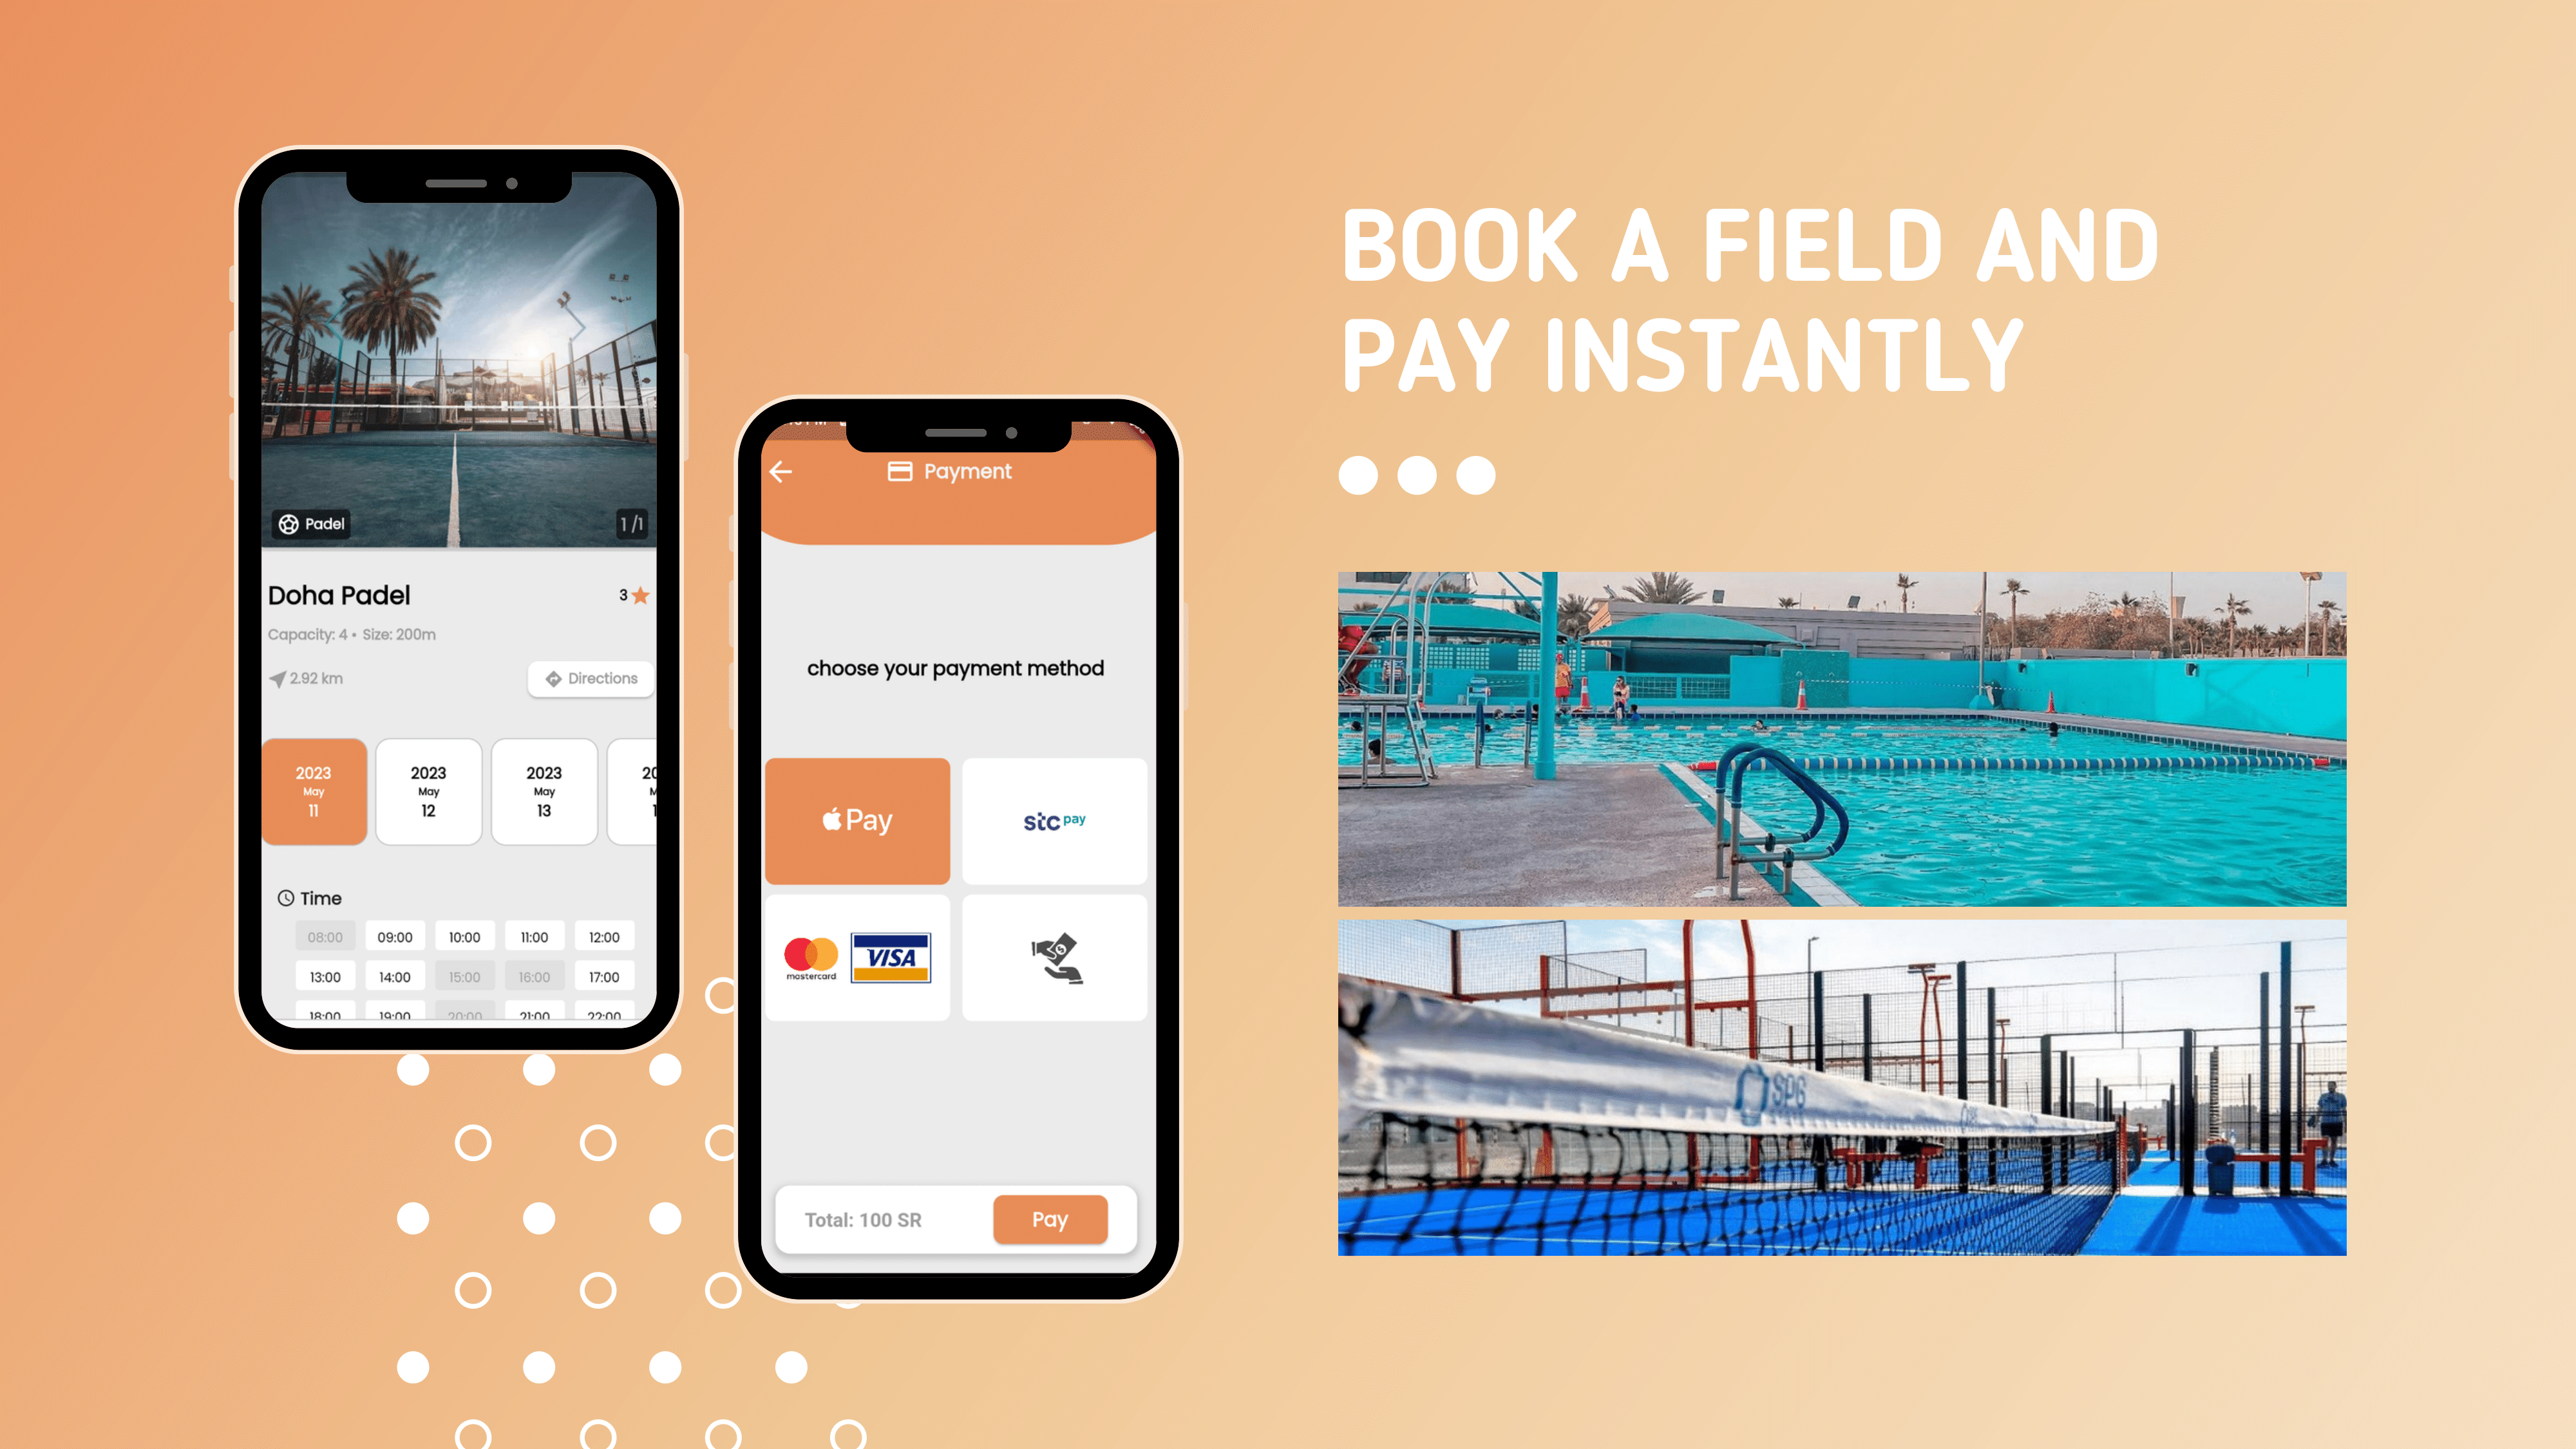 BOOK A FIELD AND
PAY INSTANTLY
Padel
1 /1
Doha Padel
3
Capacity: 4 • Size: 200m
2.92 km
Directions
2023
May
11
2023
May
12
2023
May
13
Time
08:00 09:00 10:00 11:00 12:00
13:00 14:00 15:00 16:00 17:00
18:00 19:00 20:00 21:00 22:00
Payment
choose your payment method
Pay
stc pay
mastercard
VISA
Total: 100 SR
Pay
SPG